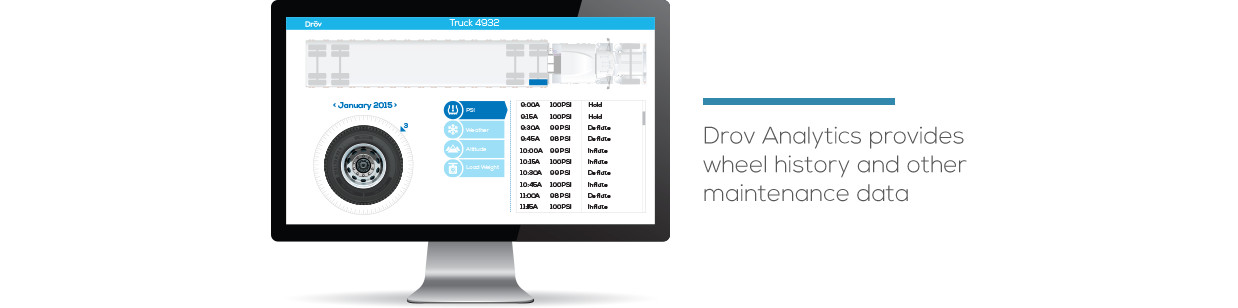 Dröv Truck 4932
< January 2015 >
3
PSI
Weather
Altitude
Load Weight
9:00A 100PSI Hold
9:15A 100PSI Hold
9:30A 99PSI Deflate
9:45A 98PSI Deflate
10:00A 99PSI Inflate
10:15A 100PSI Inflate
10:30A 99PSI Deflate
10:45A 100PSI Inflate
11:00A 98PSI Deflate
11:15A 100PSI Inflate
Drov Analytics provides
wheel history and other
maintenance data